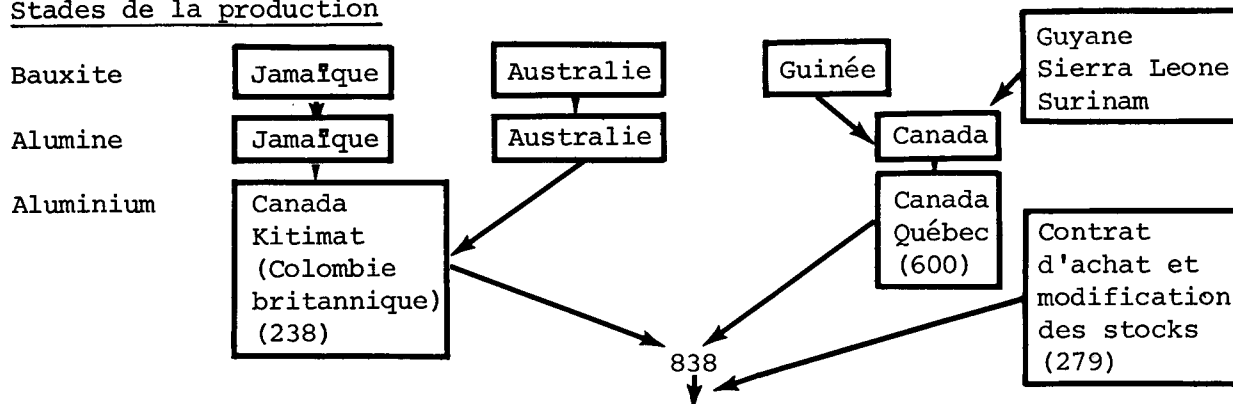 Stades de la production
Bauxite
Jamaïque
Australie
Guinée
Guyane
Sierra Leone
Surinam
Alumine
Jamaïque
Australie
Canada
Aluminium
Canada
Kitimat
(Colombie
britannique)
(238)
Canada
Québec
(600)
Contrat
d'achat et
modification
des stocks
(279)
838